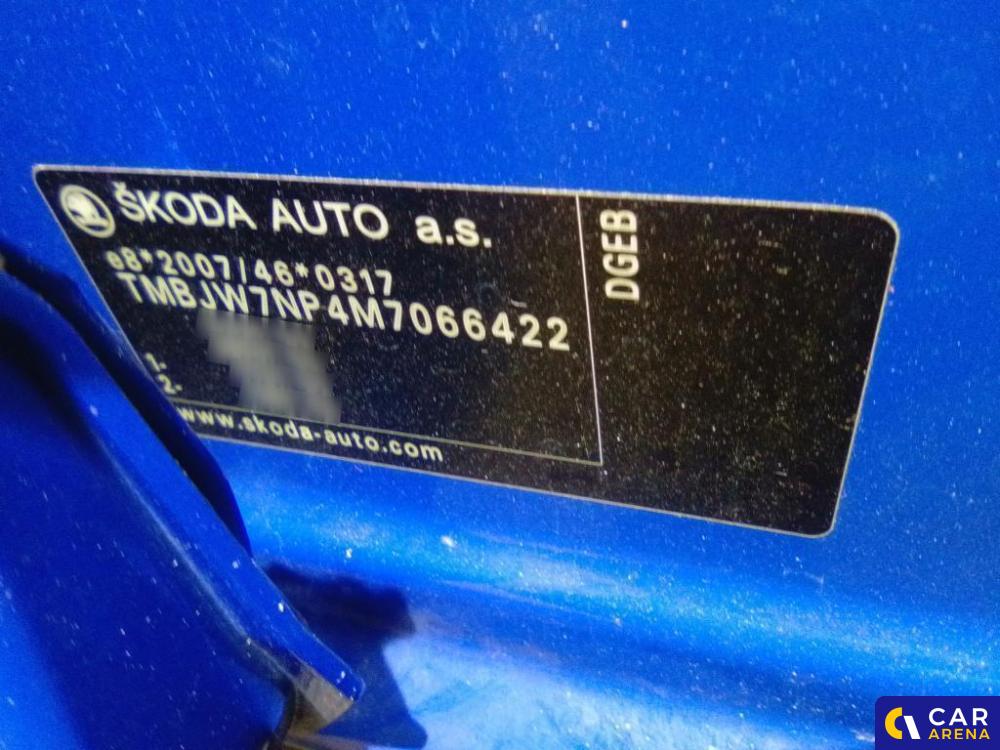 ŠKODA AUTO a.s.
e8*2007/46*0317
TMBJW7NP4M7066422
1-
2-
www.skoda-auto.com
DGEB
CAR
ARENA